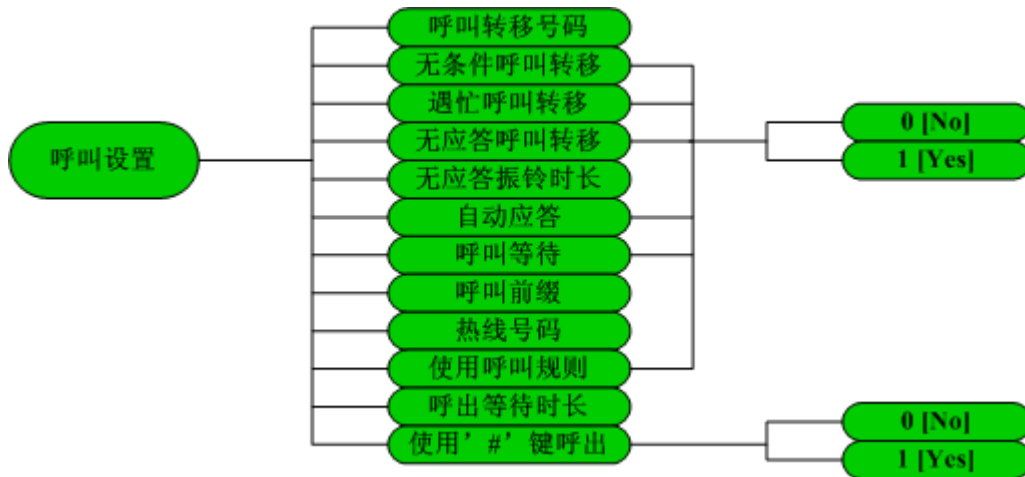 呼叫设置
呼叫转移号码
无条件呼叫转移
遇忙呼叫转移
无应答呼叫转移
无应答振铃时长
自动应答
呼叫等待
呼叫前缀
热线号码
使用呼叫规则
呼出等待时长
使用’#’键呼出
0 [No]
1 [Yes]
0 [No]
1 [Yes]